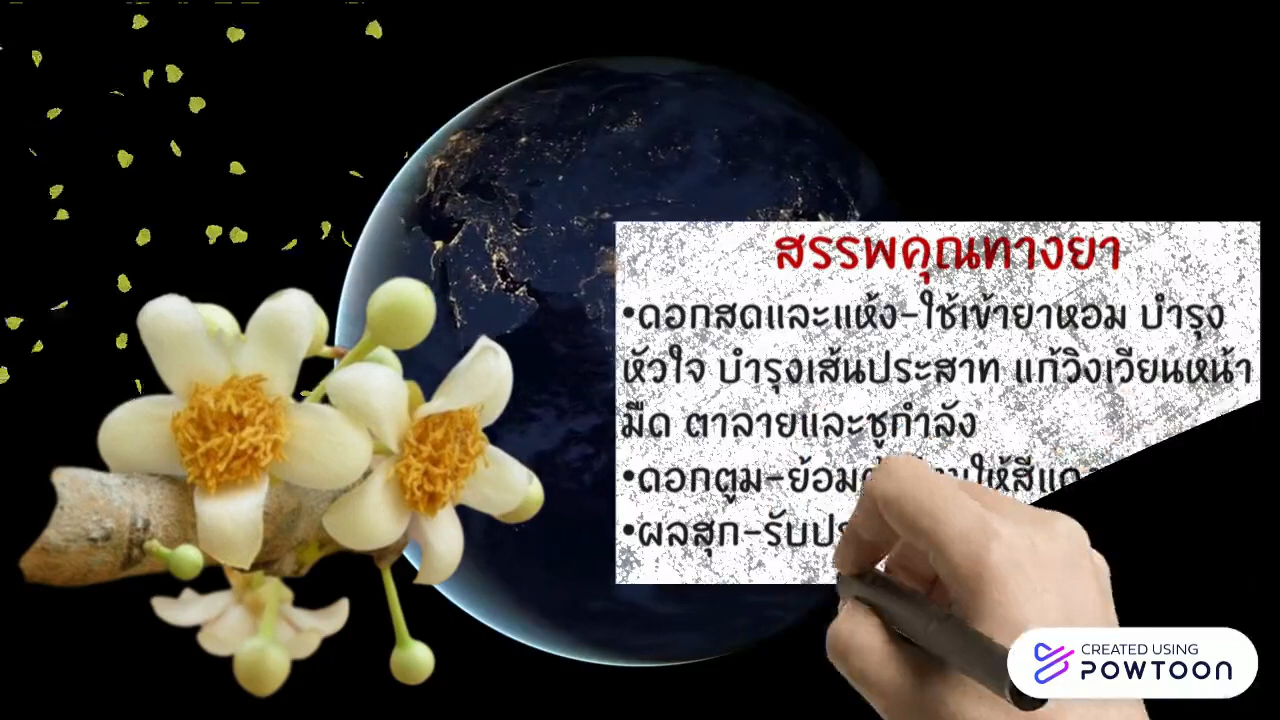 สรรพคุณทางยา
•ดอกสดและแห้ง-ใช้เข้ายาหอม บำรุง
หัวใจ บำรุงเส้นประสาท แก้วิงเวียนหน้า
มืด ตาลายและชูกำลัง
•ดอกตูม-ย้อม
•ผลสุก-
CREATED USING
POWTOON